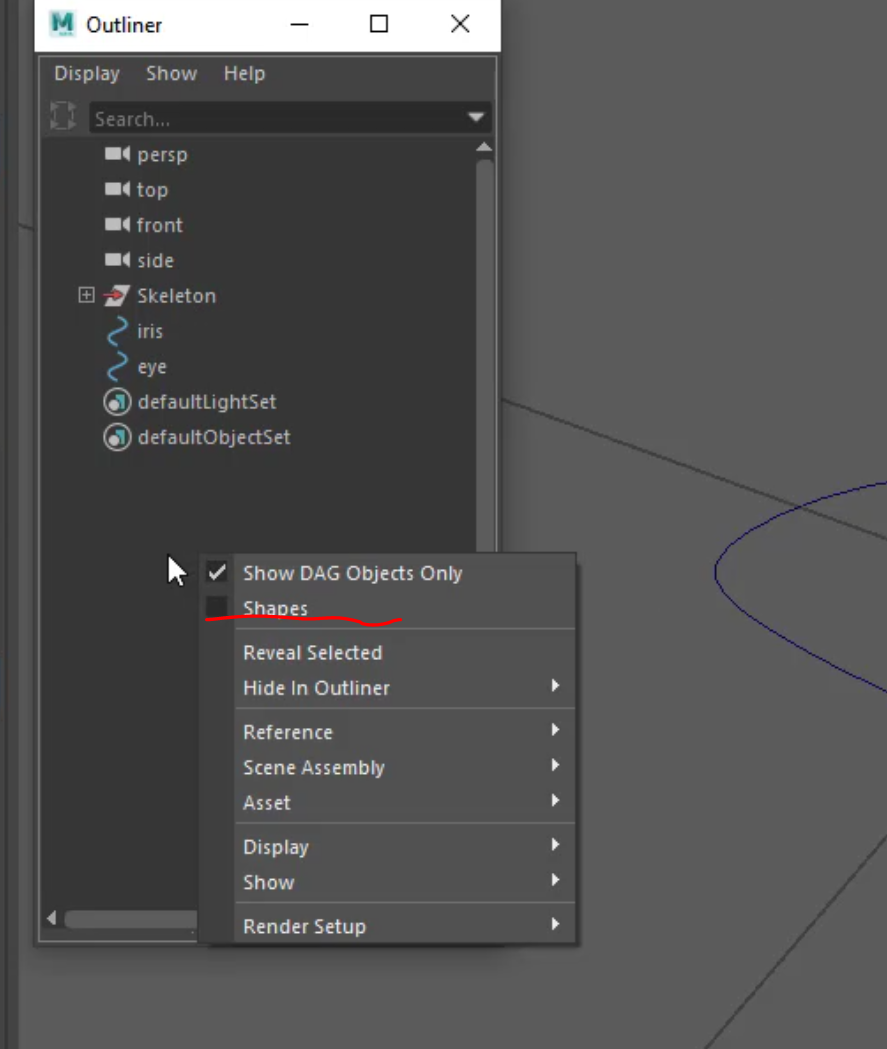 Outliner
Display Show Help
Search...
persp
top
front
side
Skeleton
iris
eye
defaultLightSet
defaultObjectSet
Show DAG Objects Only
Shapes
Reveal Selected
Hide In Outliner
Reference
Scene Assembly
Asset
Display
Show
Render Setup